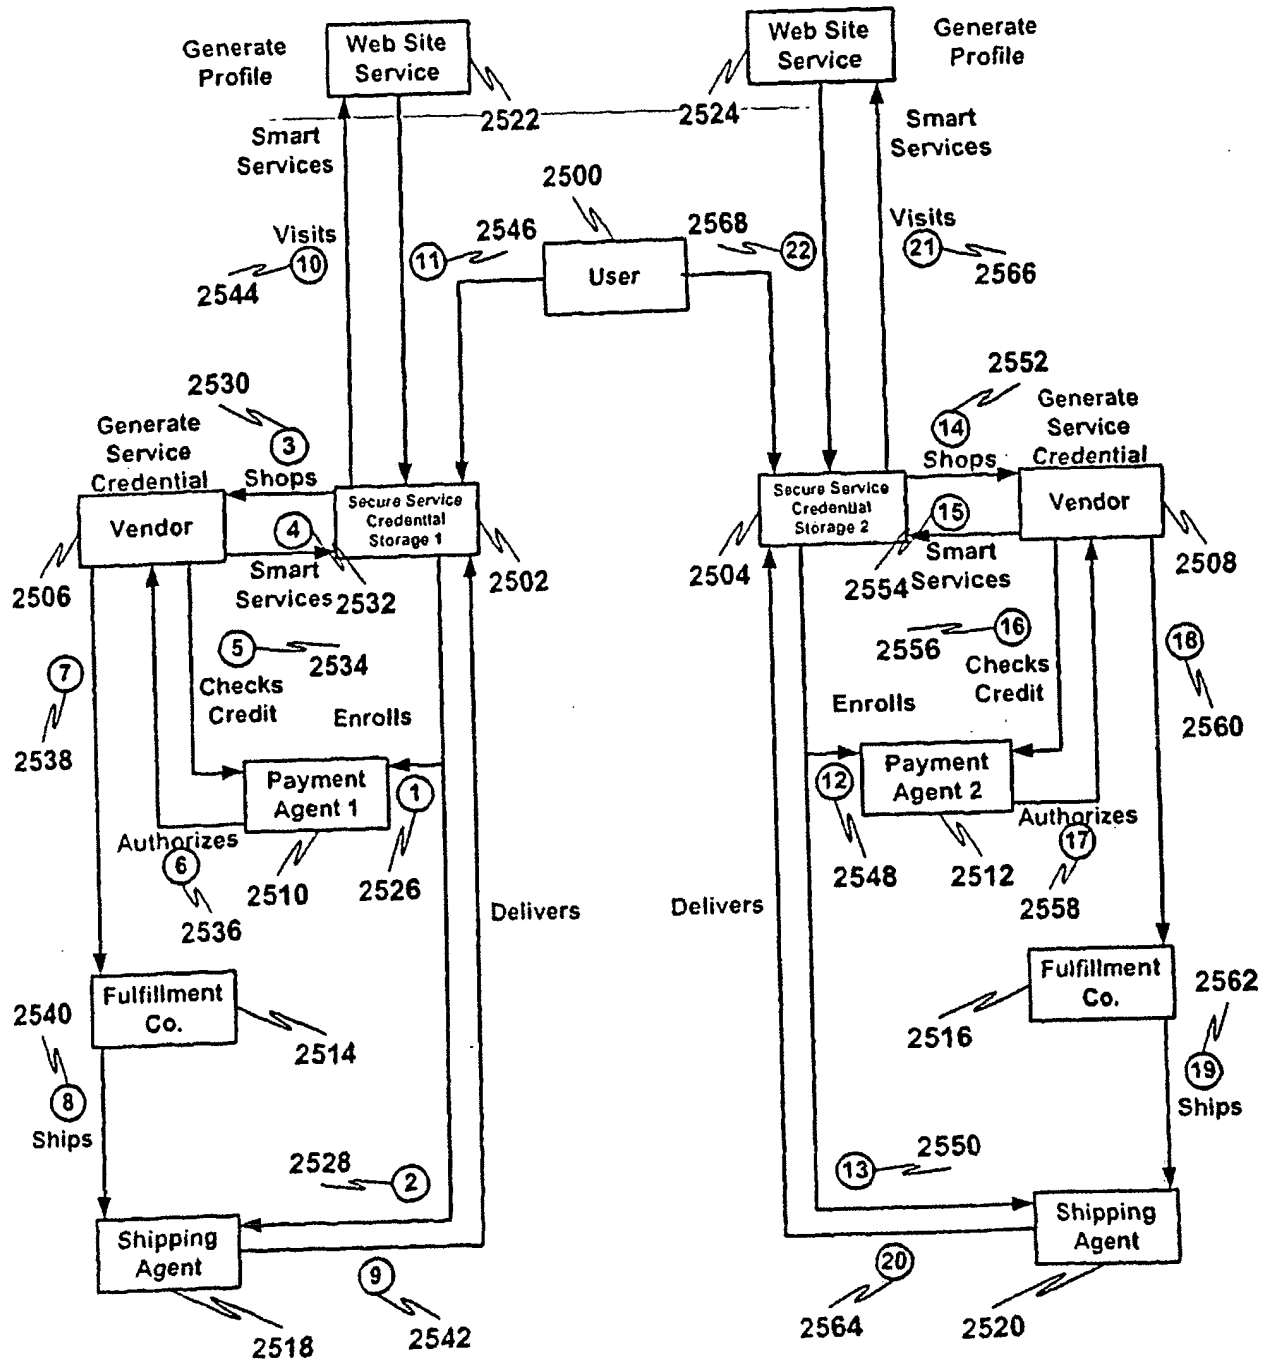 Generate
Profile
Web Site
Service
2522
Web Site
Service
2524
Generate
Profile
Smart
Services
Smart
Services
2500
User
Visits
10
2544
11
2546
2568
22
Visits
21
2566
2530
3
Shops
Generate
Service
Credential
Vendor
2506
4
Smart
Services
2532
Secure Service
Credential
Storage 1
2502
2552
14
Shops
Generate
Service
Credential
Vendor
2508
Secure Service
Credential
Storage 2
2504
15
Smart
Services
2554
5
2534
Checks
Credit
7
2538
Enrolls
Payment
Agent 1
2510
1
2526
Authorizes
6
2536
Delivers
2556
16
Checks
Credit
18
2560
Enrolls
12
2548
Payment
Agent 2
2512
Authorizes
17
2558
Delivers
Fulfillment
Co.
2514
2540
8
Ships
Fulfillment
Co.
2516
2562
19
Ships
2528
2
Shipping
Agent
2518
9
2542
13
2550
Shipping
Agent
2520
20
2564